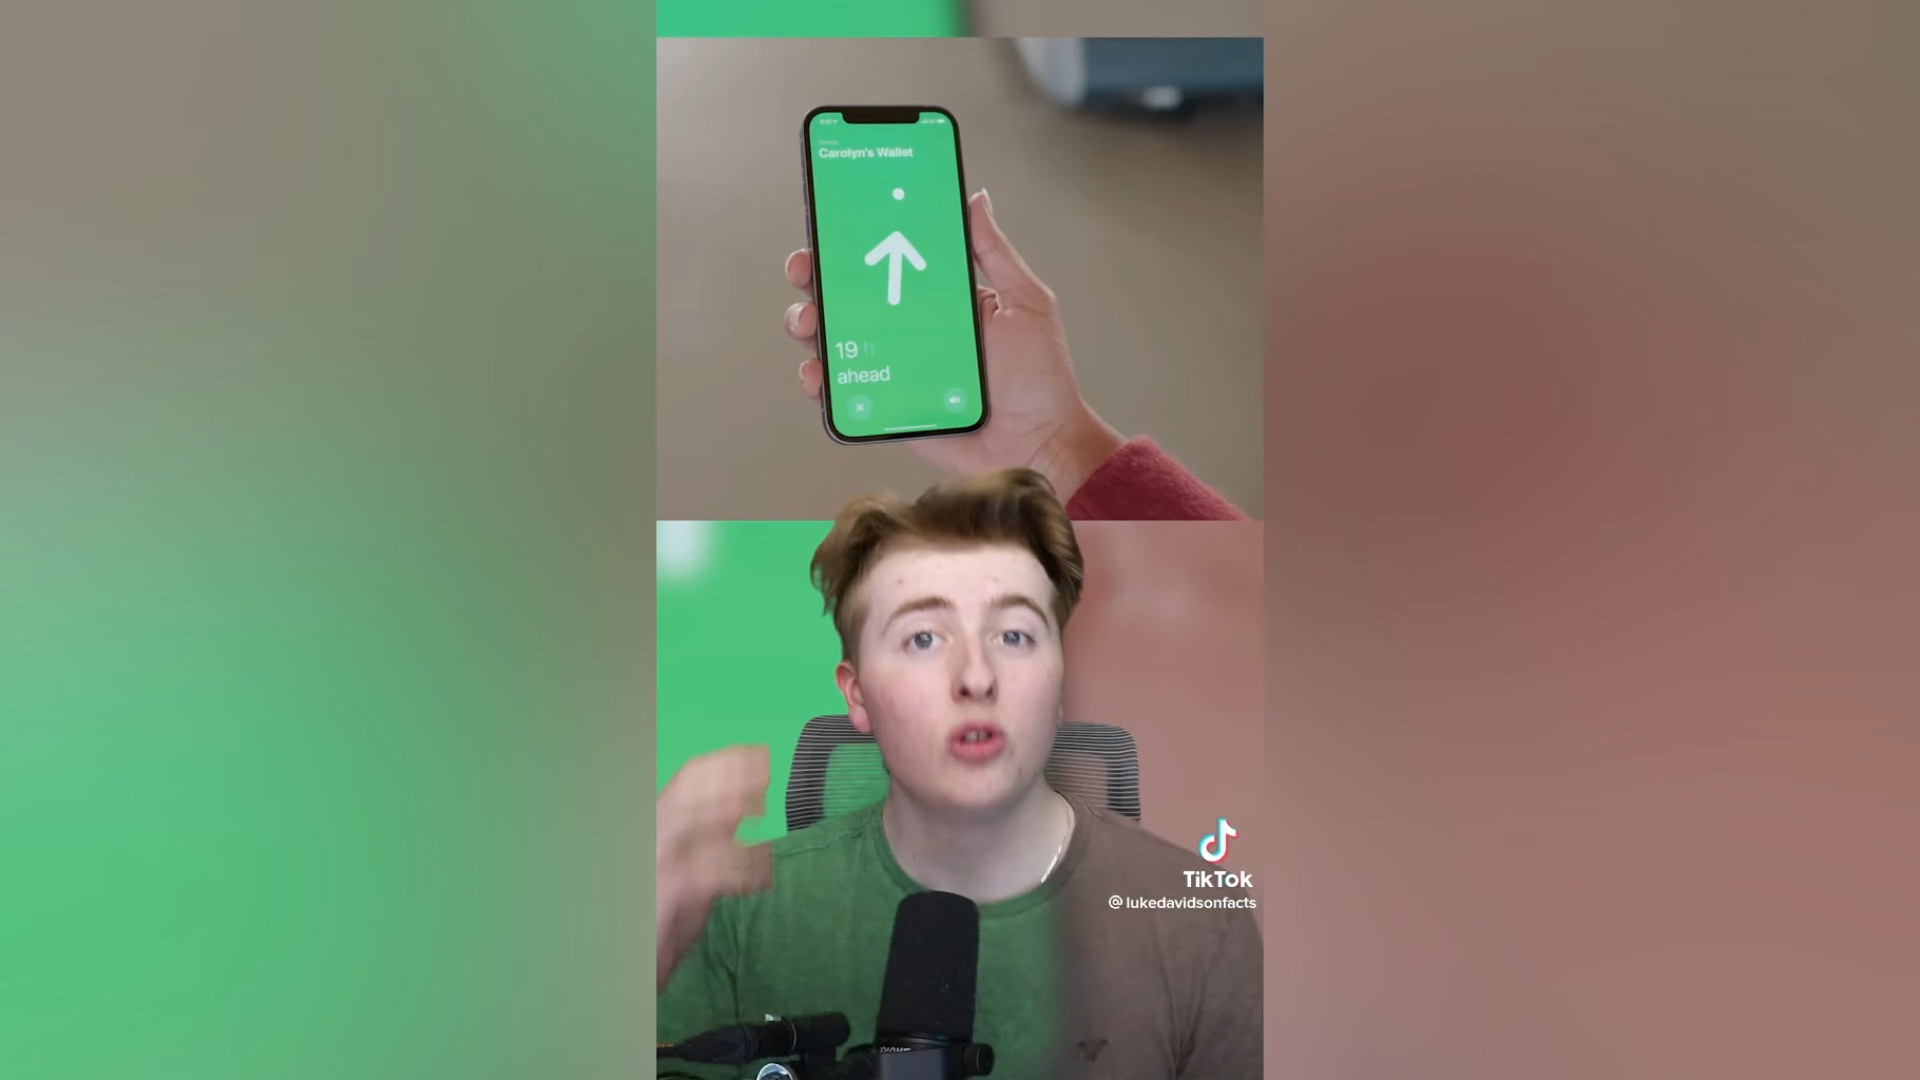 Carolyn's Wallet
19 ft
ahead
TikTok
@lukedavidsonfacts